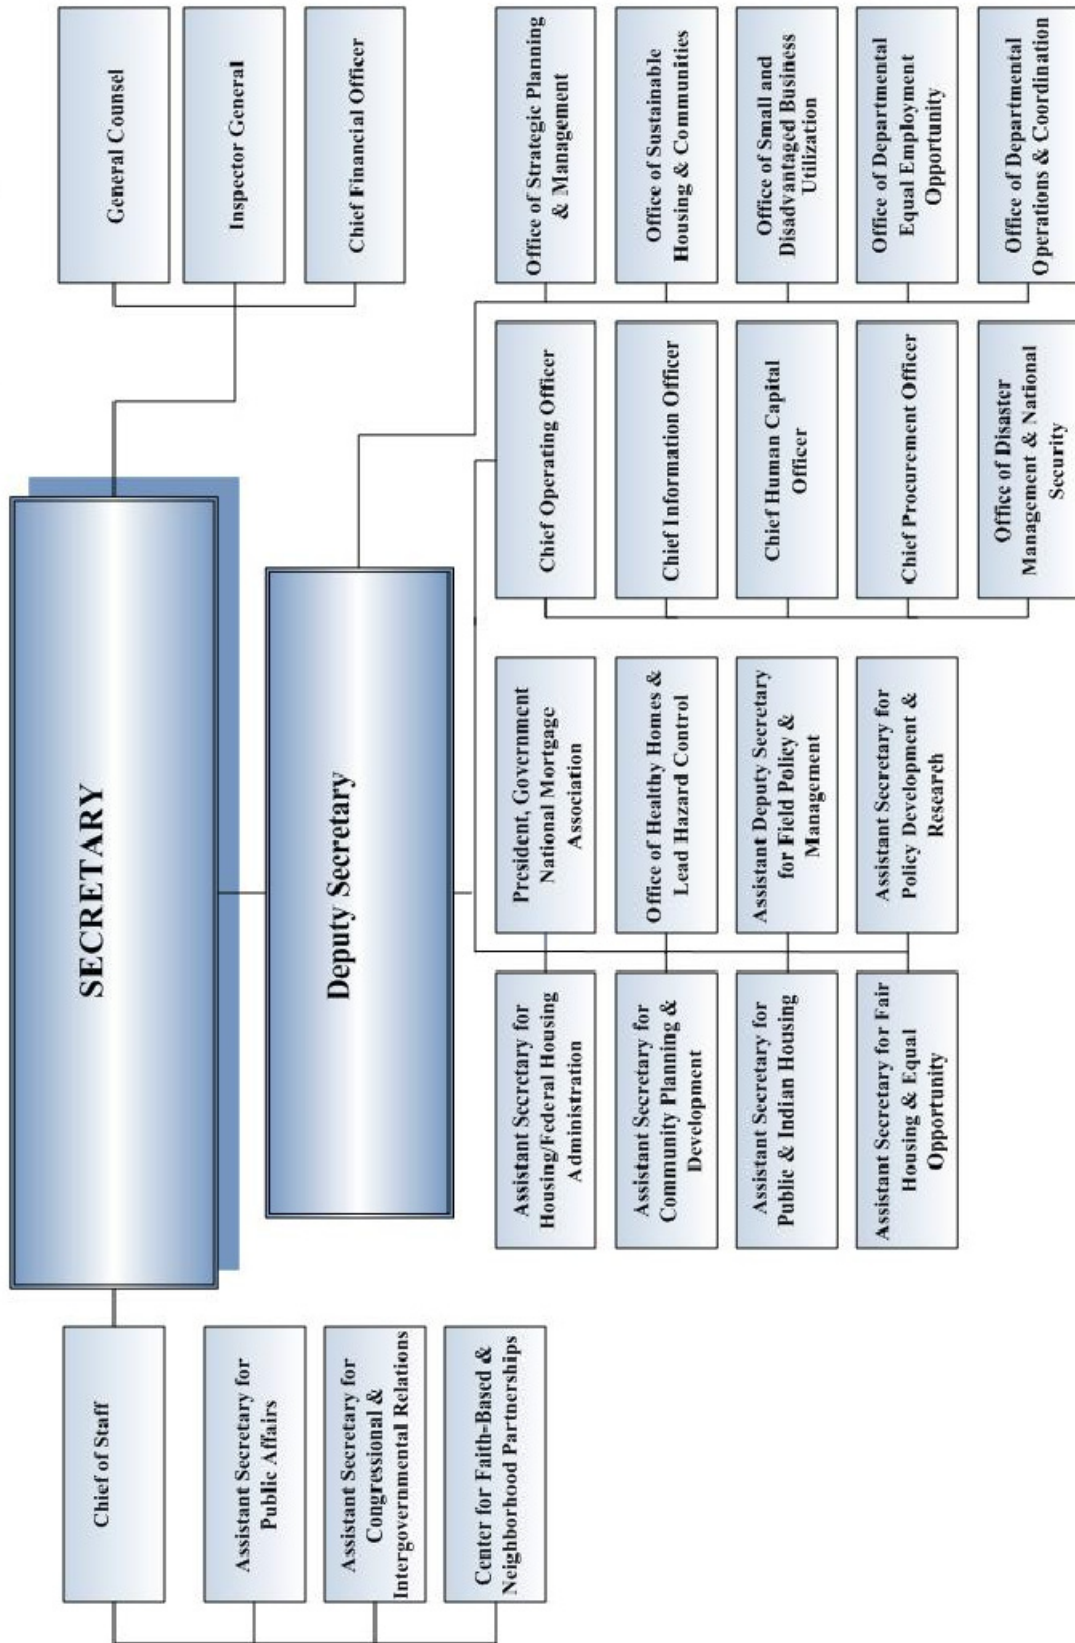 SECRETARY
Deputy Secretary
Chief of Staff
Assistant Secretary for
Public Affairs
Assistant Secretary for
Congressional &
Intergovernmental Relations
Center for Faith-Based &
Neighborhood Partnerships
General Counsel
Inspector General
Chief Financial Officer
Assistant Secretary for
Housing/Federal Housing
Administration
Assistant Secretary for
Community Planning &
Development
Assistant Secretary for
Public & Indian Housing
Assistant Secretary for Fair
Housing & Equal
Opportunity
President, Government
National Mortgage
Association
Office of Healthy Homes &
Lead Hazard Control
Assistant Deputy Secretary
for Field Policy &
Management
Assistant Secretary for
Policy Development &
Research
Chief Operating Officer
Chief Information Officer
Chief Human Capital
Officer
Chief Procurement Officer
Office of Disaster
Management & National
Security
Office of Strategic Planning
& Management
Office of Sustainable
Housing & Communities
Office of Small and
Disadvantaged Business
Utilization
Office of Departmental
Equal Employment
Opportunity
Office of Departmental
Operations & Coordination